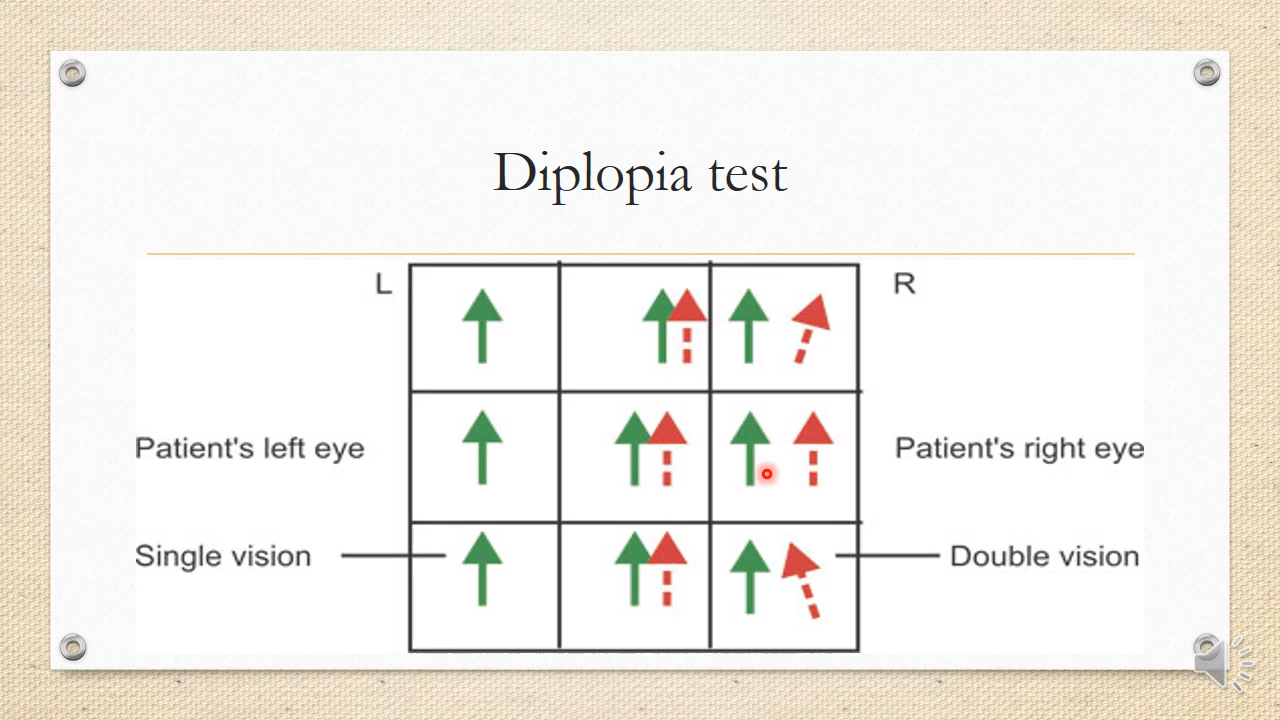 Diplopia test
L
R
Patient's left eye
Patient's right eye
Single vision
Double vision